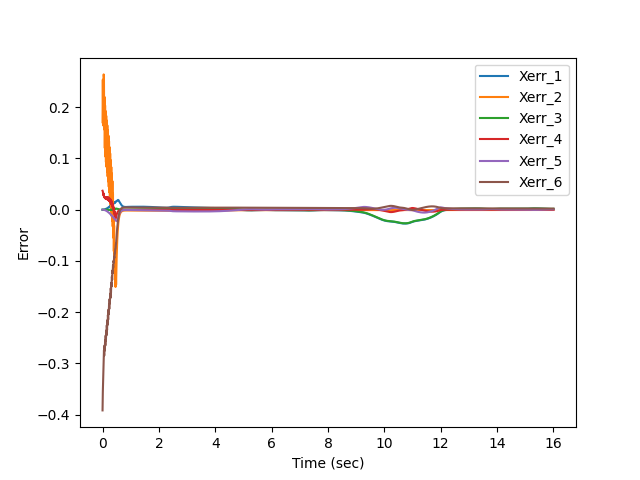 Xerr_1
Xerr_2
Xerr_3
Xerr_4
Xerr_5
Xerr_6
0.2
0.1
0.0
−0.1
−0.2
−0.3
−0.4
Error
0 2 4 6 8 10 12 14 16
Time (sec)